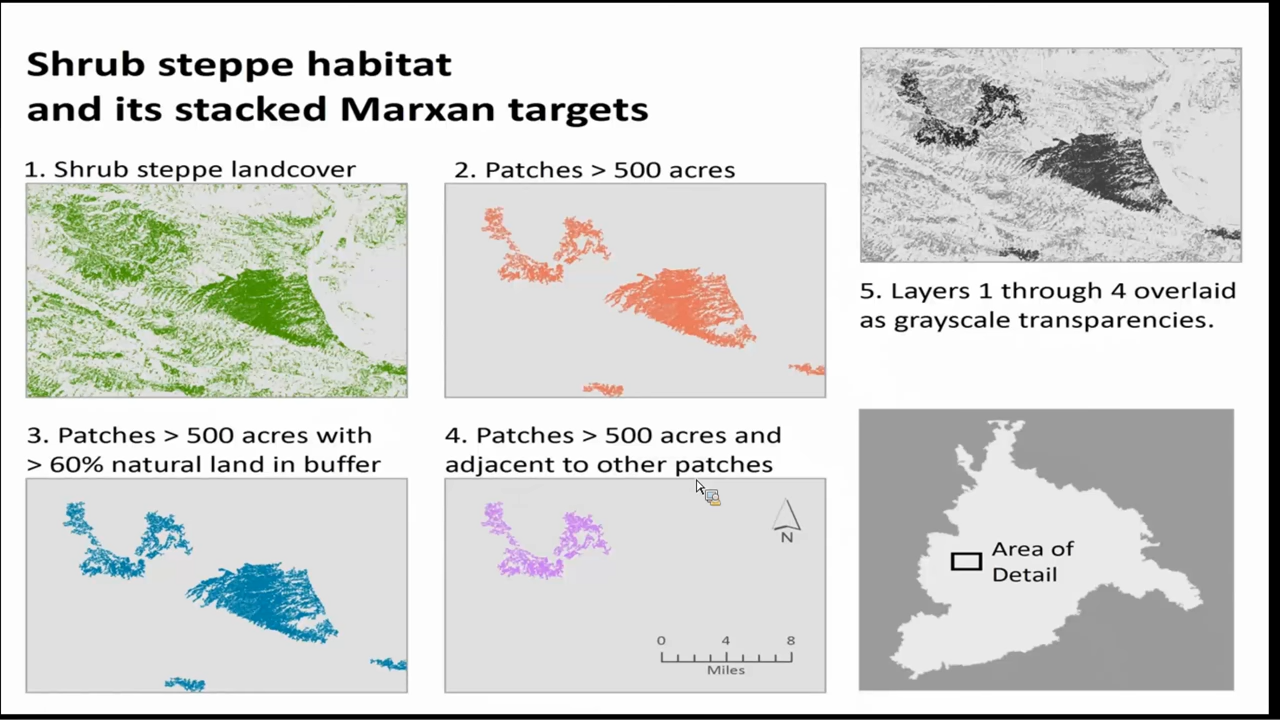 Shrub steppe habitat
and its stacked Marxan targets
1. Shrub steppe landcover
2. Patches > 500 acres
3. Patches > 500 acres with
> 60% natural land in buffer
4. Patches > 500 acres and
adjacent to other patches
N
0 4 8
Miles
5. Layers 1 through 4 overlaid
as grayscale transparencies.
Area of
Detail